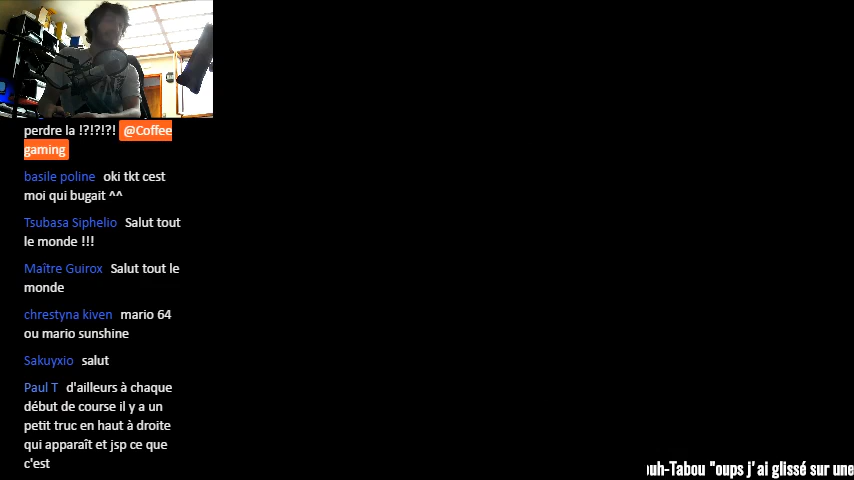 perdre la !?!?!?! @Coffee
gaming
basile poline oki tkt cest
moi qui bugait ^^
Tsubasa Siphelio Salut tout
le monde !!!
Maître Guirox Salut tout le
monde
chrestyna kiven mario 64
ou mario sunshine
Sakuyxio salut
Paul T d'ailleurs à chaque
début de course il y a un
petit truc en haut à droite
qui apparaît et jsp ce que
c'est
ouh-Tabou "oups j'ai glissé sur une